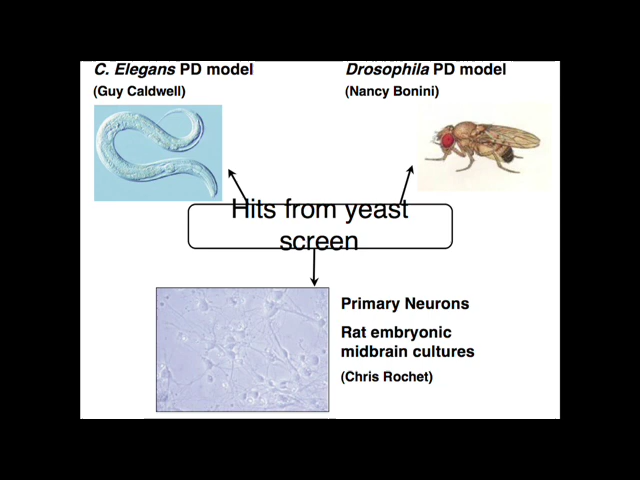 C. Elegans PD model
(Guy Caldwell)
Drosophila PD model
(Nancy Bonini)
Hits from yeast
screen
Primary Neurons
Rat embryonic
midbrain cultures
(Chris Rochet)